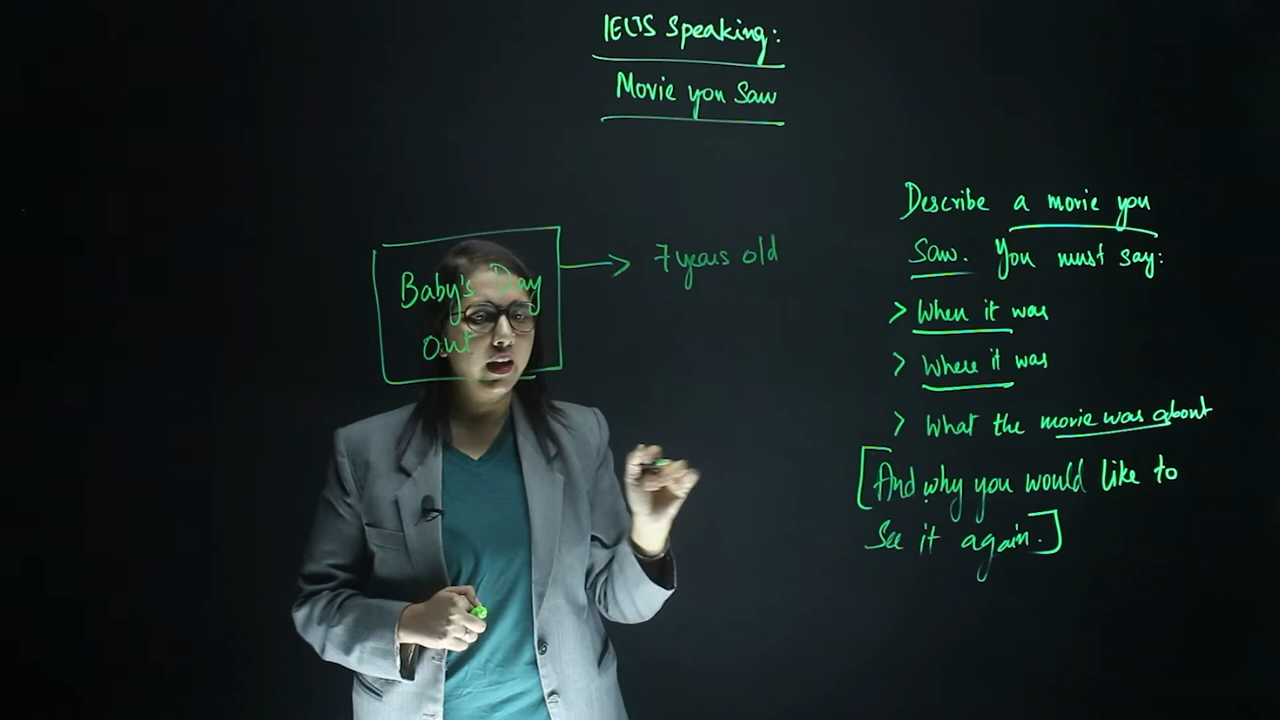 IELTS Speaking:
Movie you Saw
Baby's Day
out
7 years old
Describe a movie you
saw. You must say:
> When it was
> Where it was
> What the movie was about
[And why you would like to
see it again.]